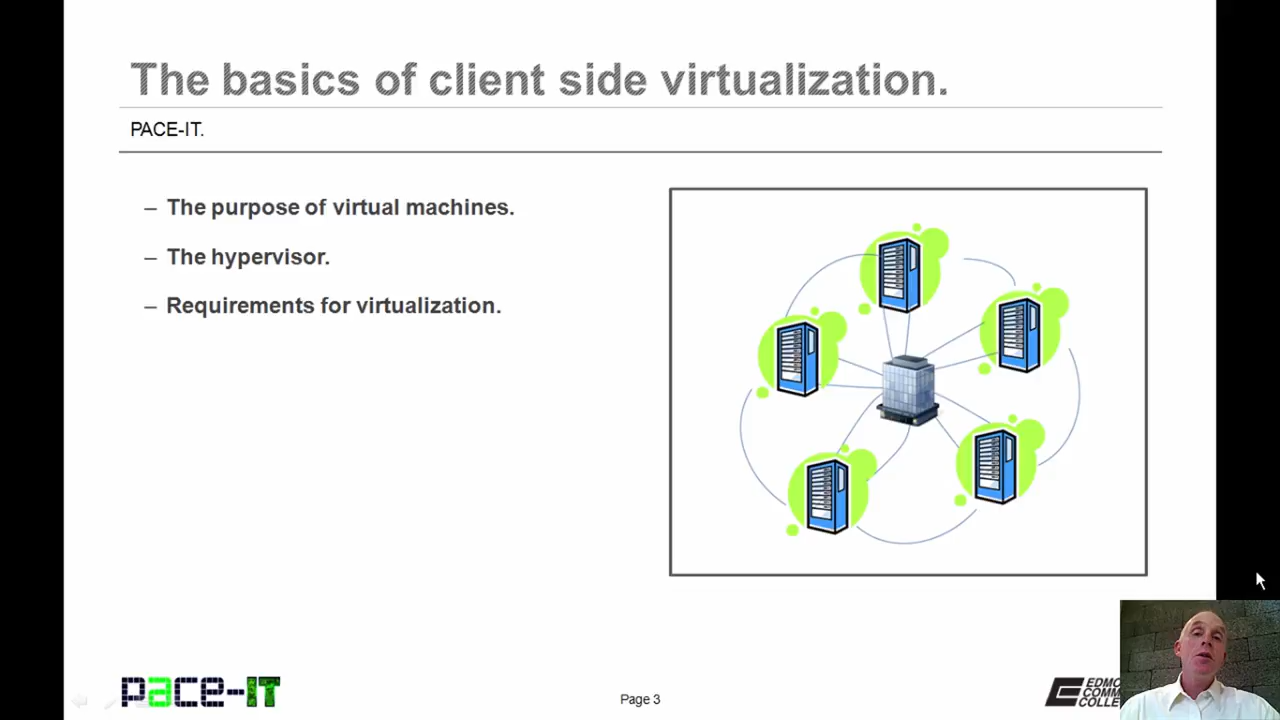 The basics of client side virtualization.
PACE-IT.
– The purpose of virtual machines.
– The hypervisor.
– Requirements for virtualization.
pace-IT
Page 3